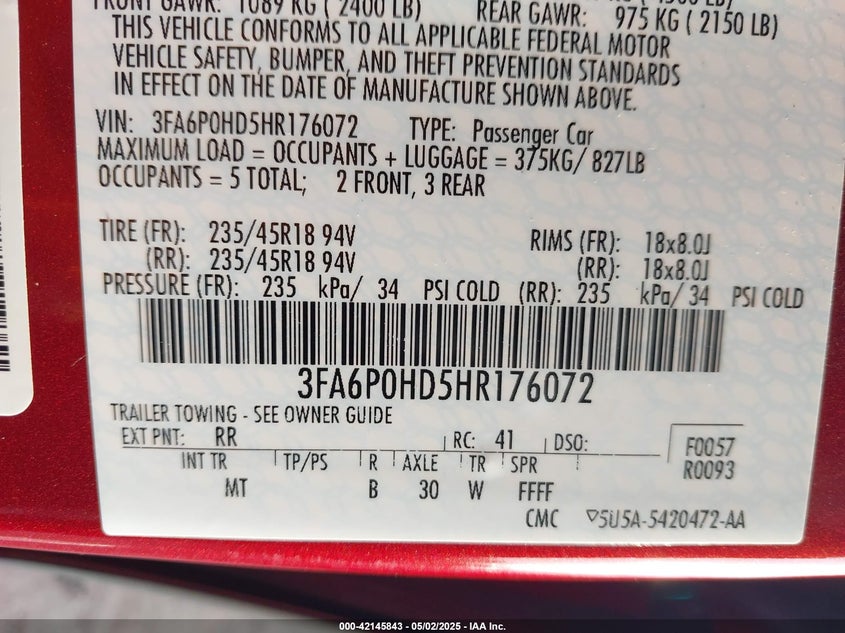 FRONT GAWR: 1089 KG ( 2400 LB) REAR GAWR: 975 KG ( 2150 LB)
THIS VEHICLE CONFORMS TO ALL APPLICABLE FEDERAL MOTOR
VEHICLE SAFETY, BUMPER, AND THEFT PREVENTION STANDARDS
IN EFFECT ON THE DATE OF MANUFACTURE SHOWN ABOVE.
VIN: 3FA6P0HD5HR176072 TYPE: Passenger Car
MAXIMUM LOAD = OCCUPANTS + LUGGAGE = 375KG/ 827LB
OCCUPANTS = 5 TOTAL; 2 FRONT, 3 REAR
TIRE (FR): 235/45R18 94V RIMS (FR): 18x8.0J
(RR): 235/45R18 94V (RR): 18x8.0J
PRESSURE (FR): 235 kPa/ 34 PSI COLD (RR): 235 kPa/ 34 PSI COLD
3FA6P0HD5HR176072
TRAILER TOWING - SEE OWNER GUIDE
EXT PNT: RR RC: 41 DSO: F0057
R0093
INT TR TP/PS R AXLE TR SPR
MT B 30 W FFFF
CMC ▽5U5A-5420472-AA
000-42145843 - 05/02/2025 - IAA Inc.